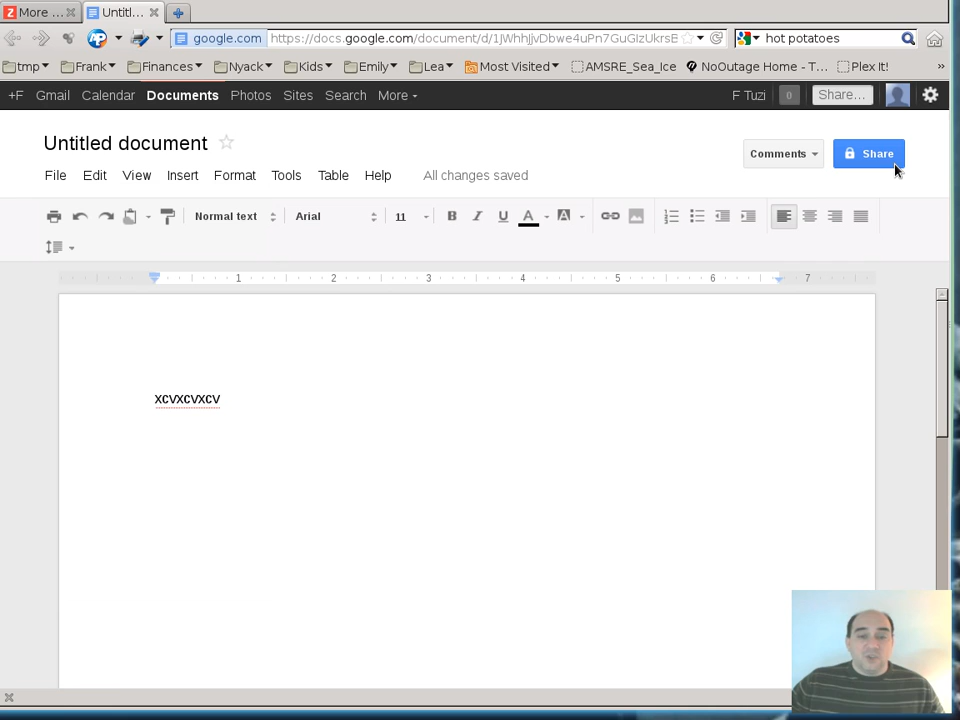 More ...
Untitl...
google.com https://docs.google.com/document/d/1JWhhJjvDbwe4uPn7GuGlzUkrsE hot potatoes
tmp Frank Finances Nyack Kids Emily Lea Most Visited AMSRE_Sea_Ice NoOutage Home - T... Plex It! »
+F Gmail Calendar Documents Photos Sites Search More F Tuzi 0 Share...
Untitled document
Comments Share
File Edit View Insert Format Tools Table Help All changes saved
Normal text Arial 11 B I U A A
1 2 3 4 5 6 7
xcvxcvxcv